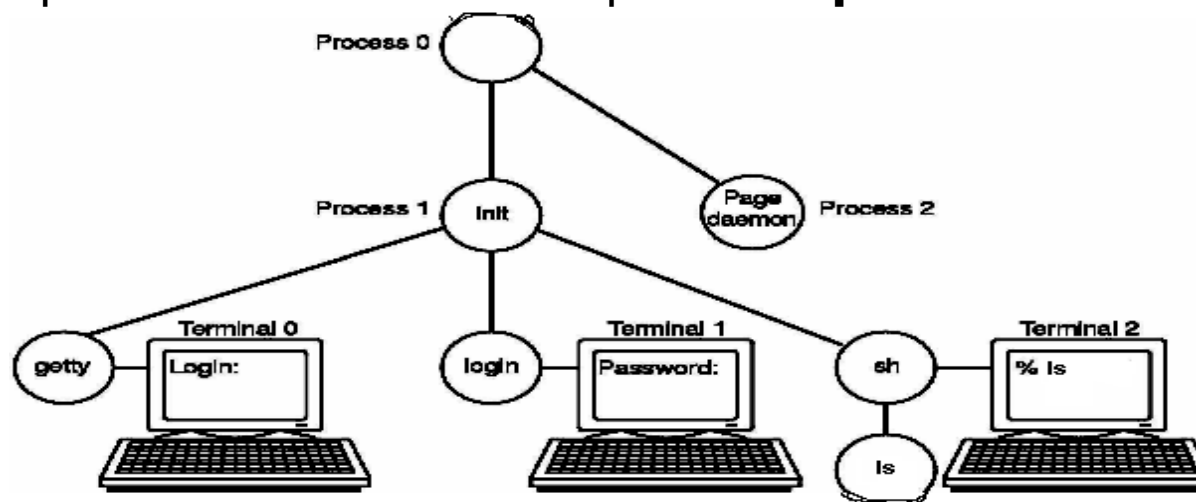 Process 0
Process 1
init
Page
daemon
Process 2
Terminal 0
Terminal 1
Terminal 2
getty
Login:
login
Password:
sh
% ls
ls